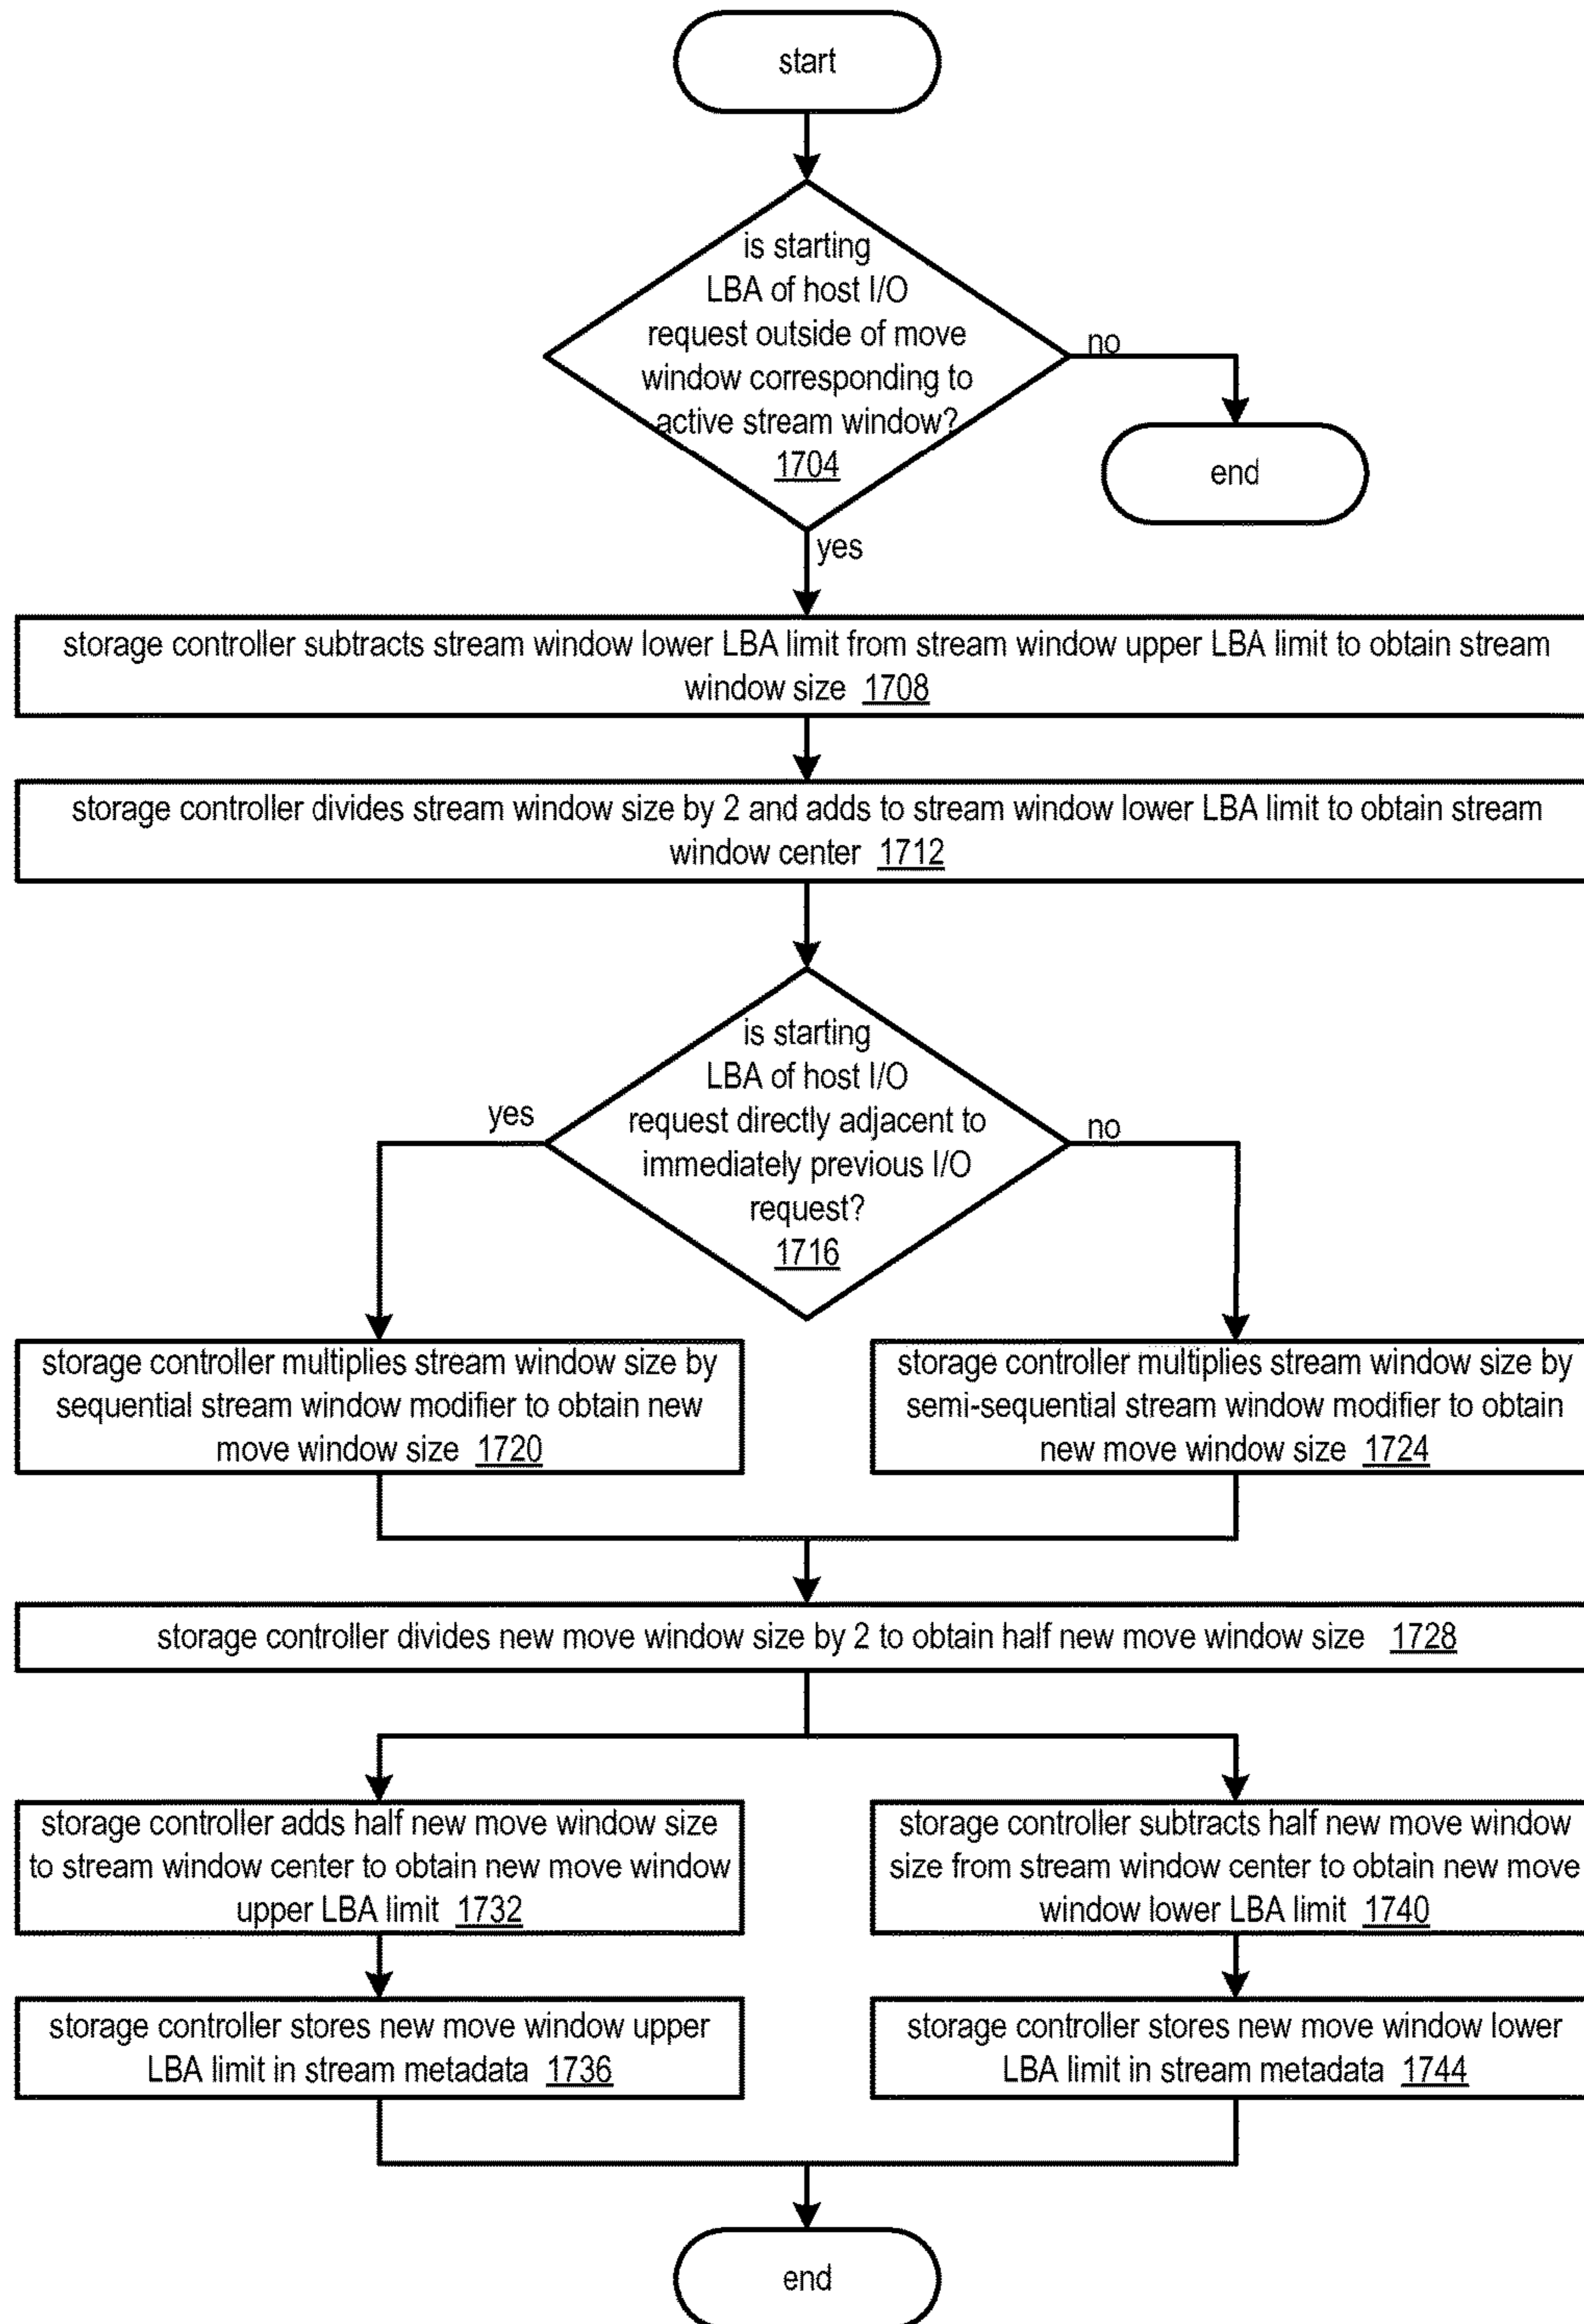 start
is starting
LBA of host I/O
request outside of move
window corresponding to
active stream window?
1704
no
end
yes
storage controller subtracts stream window lower LBA limit from stream window upper LBA limit to obtain stream
window size 1708
storage controller divides stream window size by 2 and adds to stream window lower LBA limit to obtain stream
window center 1712
is starting
LBA of host I/O
request directly adjacent to
immediately previous I/O
request?
1716
yes
no
storage controller multiplies stream window size by
sequential stream window modifier to obtain new
move window size 1720
storage controller multiplies stream window size by
semi-sequential stream window modifier to obtain
new move window size 1724
storage controller divides new move window size by 2 to obtain half new move window size 1728
storage controller adds half new move window size
to stream window center to obtain new move window
upper LBA limit 1732
storage controller subtracts half new move window
size from stream window center to obtain new move
window lower LBA limit 1740
storage controller stores new move window upper
LBA limit in stream metadata 1736
storage controller stores new move window lower
LBA limit in stream metadata 1744
end